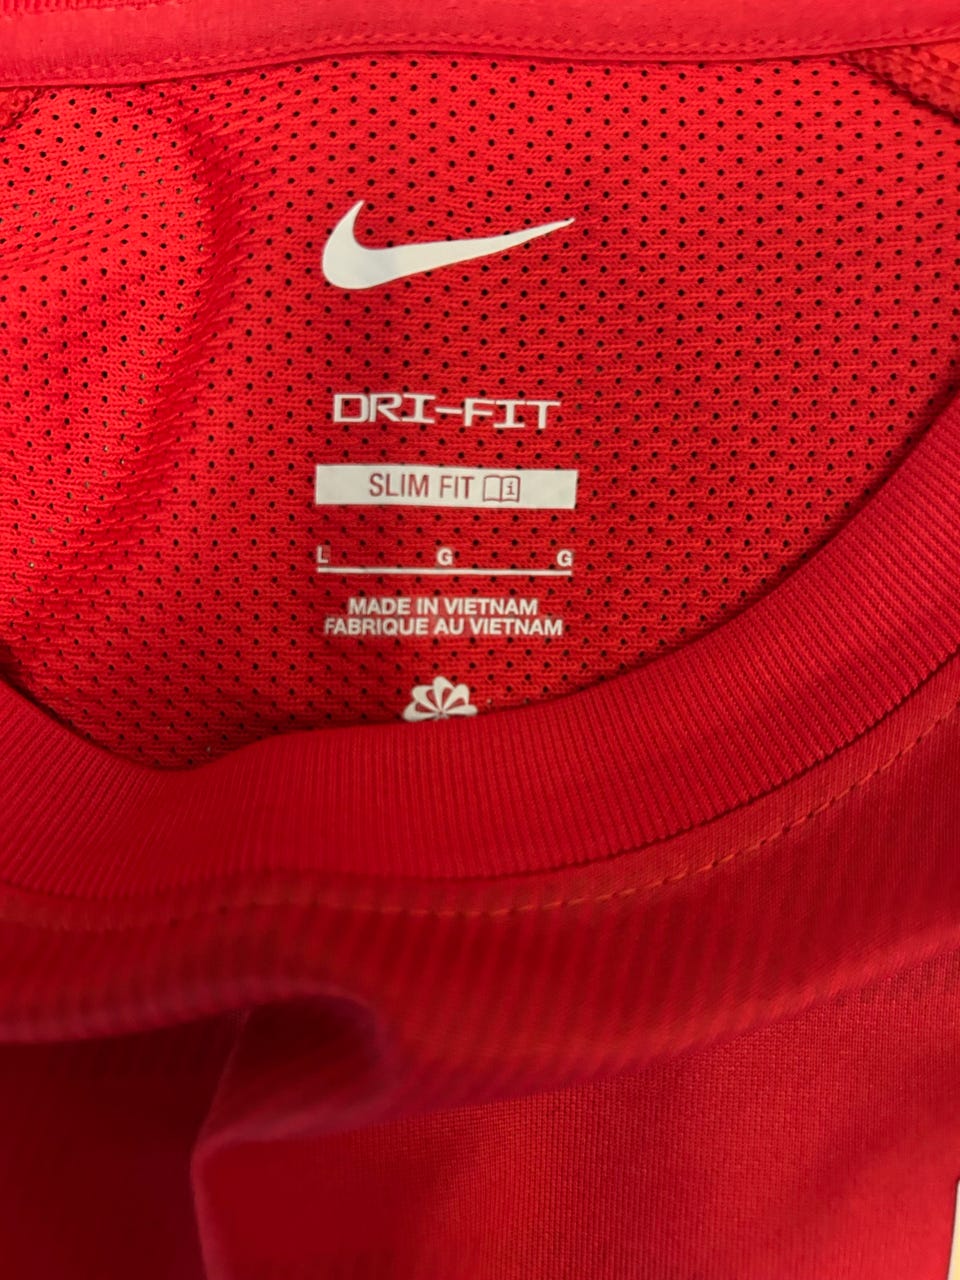 DRI-FIT
SLIM FIT
L G G
MADE IN VIETNAM
FABRIQUE AU VIETNAM